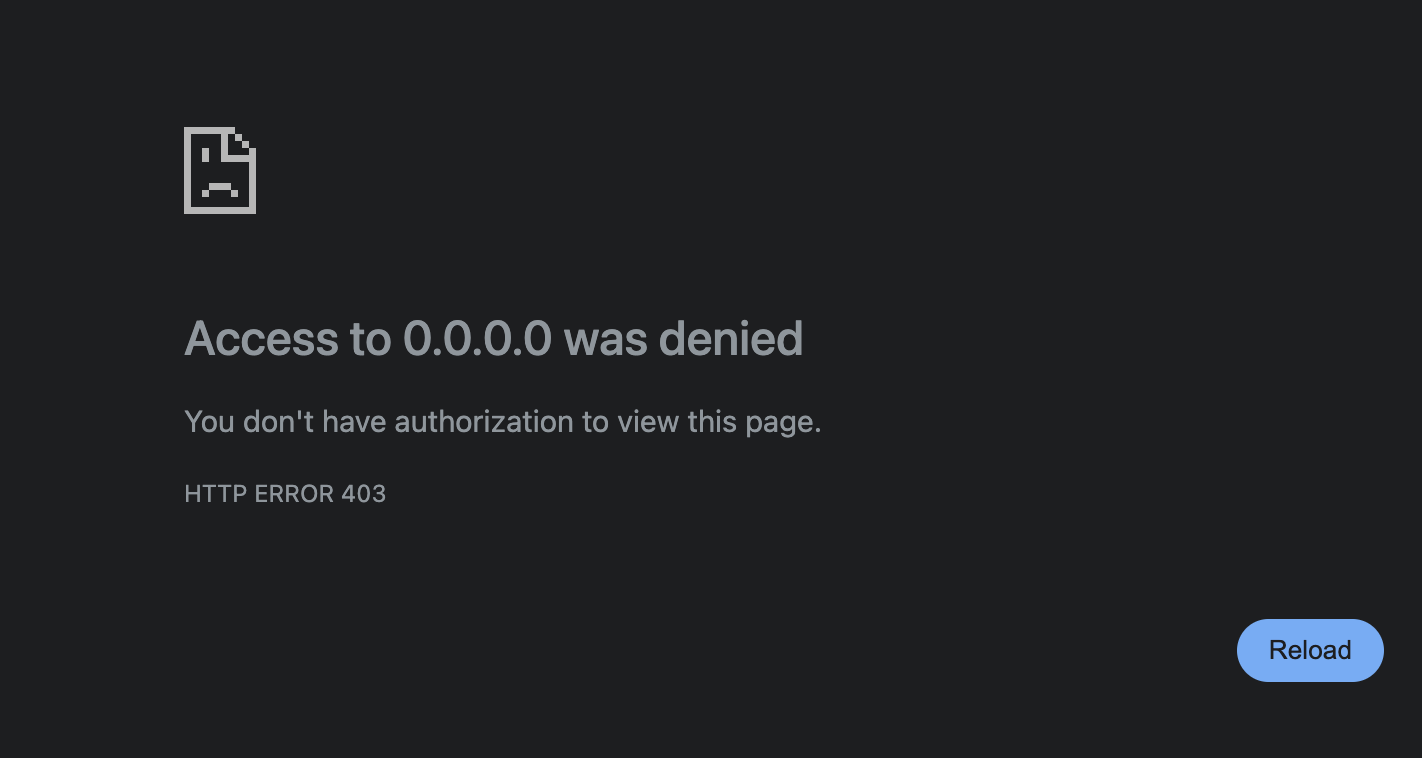 Access to 0.0.0.0 was denied
You don't have authorization to view this page.
HTTP ERROR 403
Reload